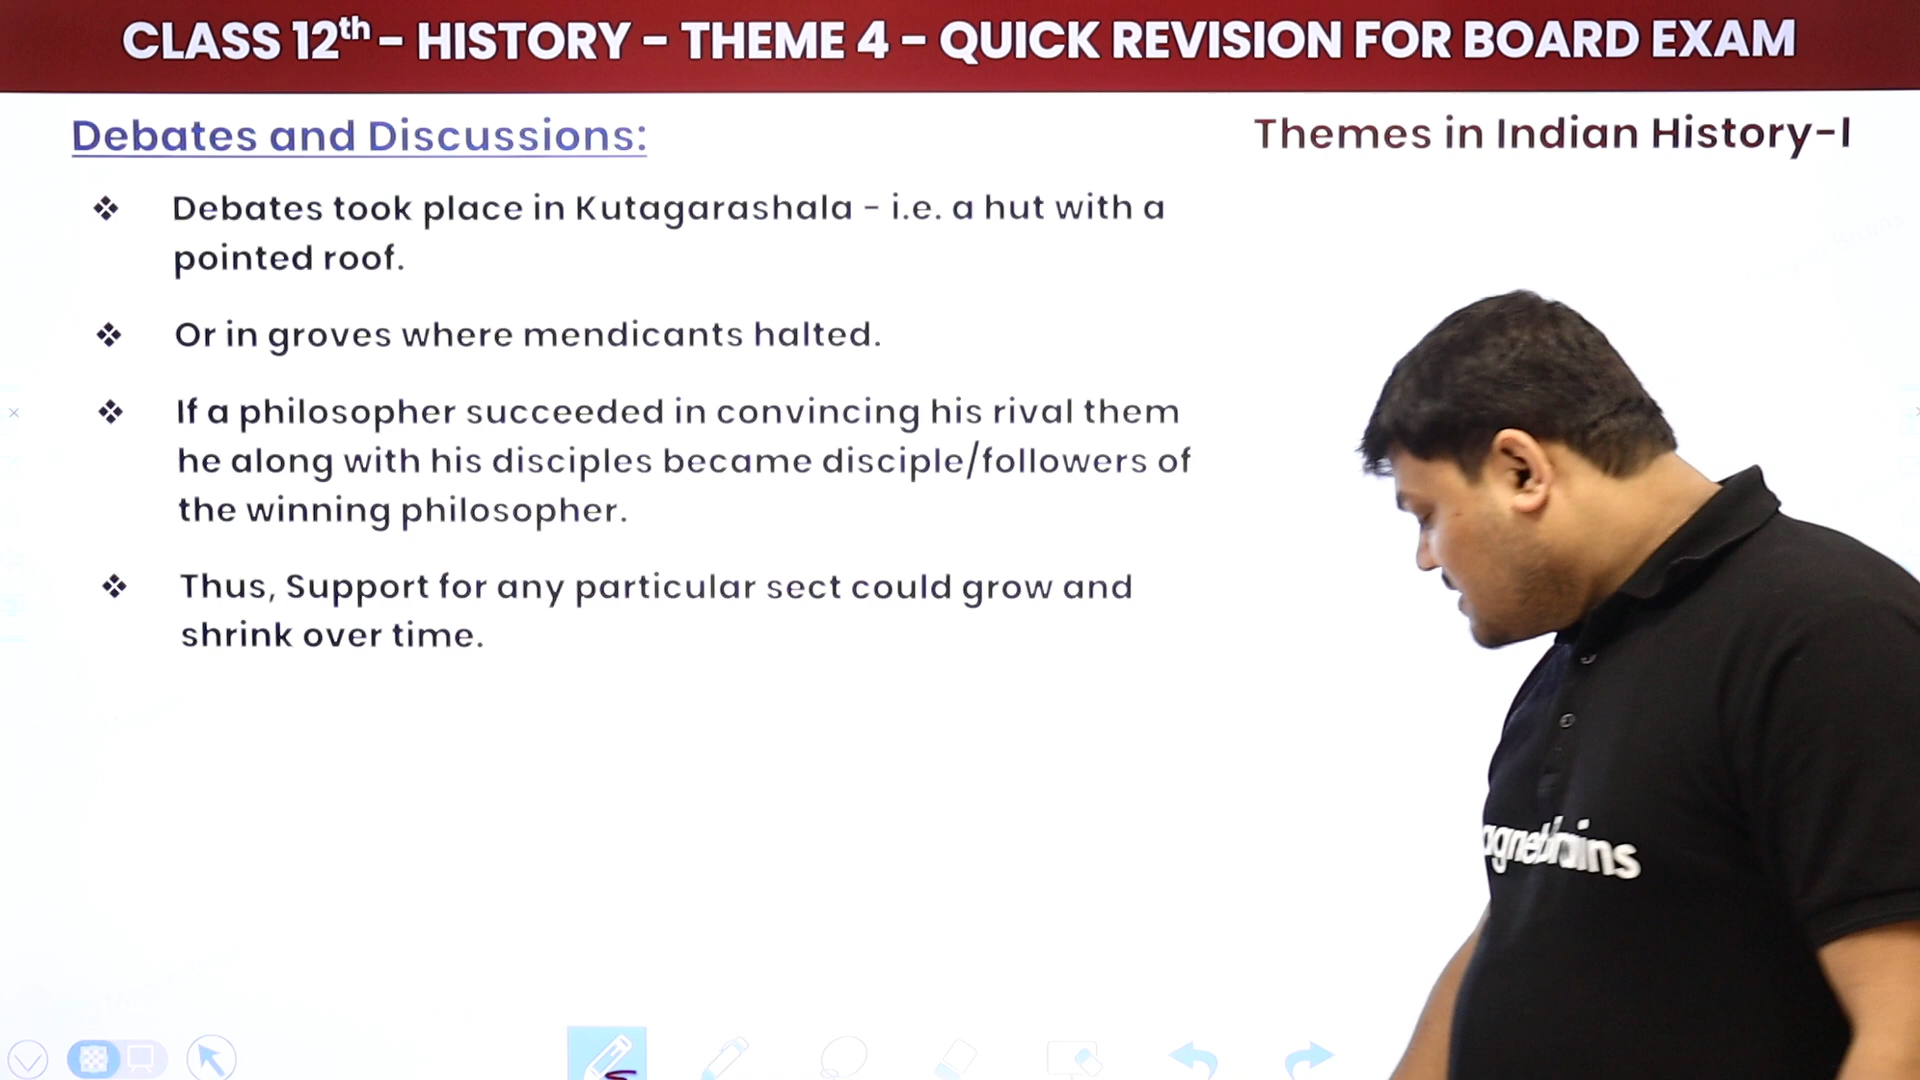 CLASS 12th - HISTORY - THEME 4 - QUICK REVISION FOR BOARD EXAM
Debates and Discussions:
Themes in Indian History-I
❖ Debates took place in Kutagarashala - i.e. a hut with a
pointed roof.
❖ Or in groves where mendicants halted.
❖ If a philosopher succeeded in convincing his rival them
he along with his disciples became disciple/followers of
the winning philosopher.
❖ Thus, Support for any particular sect could grow and
shrink over time.
agnetbrains